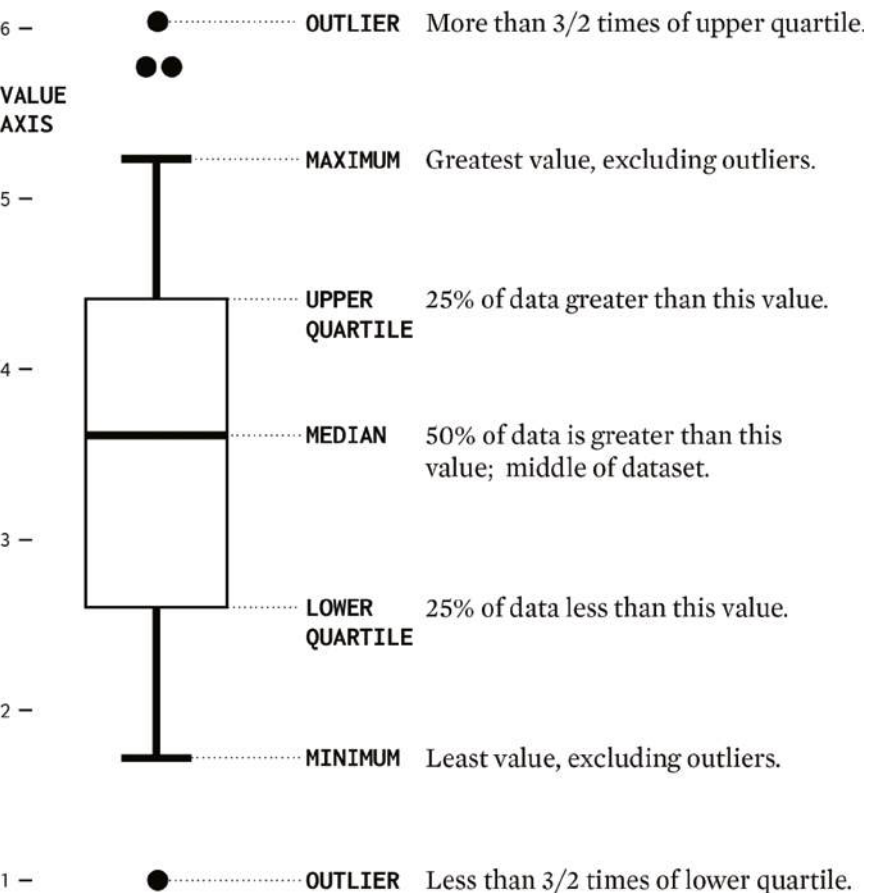 6 –
OUTLIER More than 3/2 times of upper quartile.
VALUE
AXIS
MAXIMUM Greatest value, excluding outliers.
5 –
UPPER 25% of data greater than this value.
QUARTILE
4 –
MEDIAN 50% of data is greater than this
value; middle of dataset.
3 –
LOWER 25% of data less than this value.
QUARTILE
2 –
MINIMUM Least value, excluding outliers.
1 –
OUTLIER Less than 3/2 times of lower quartile.